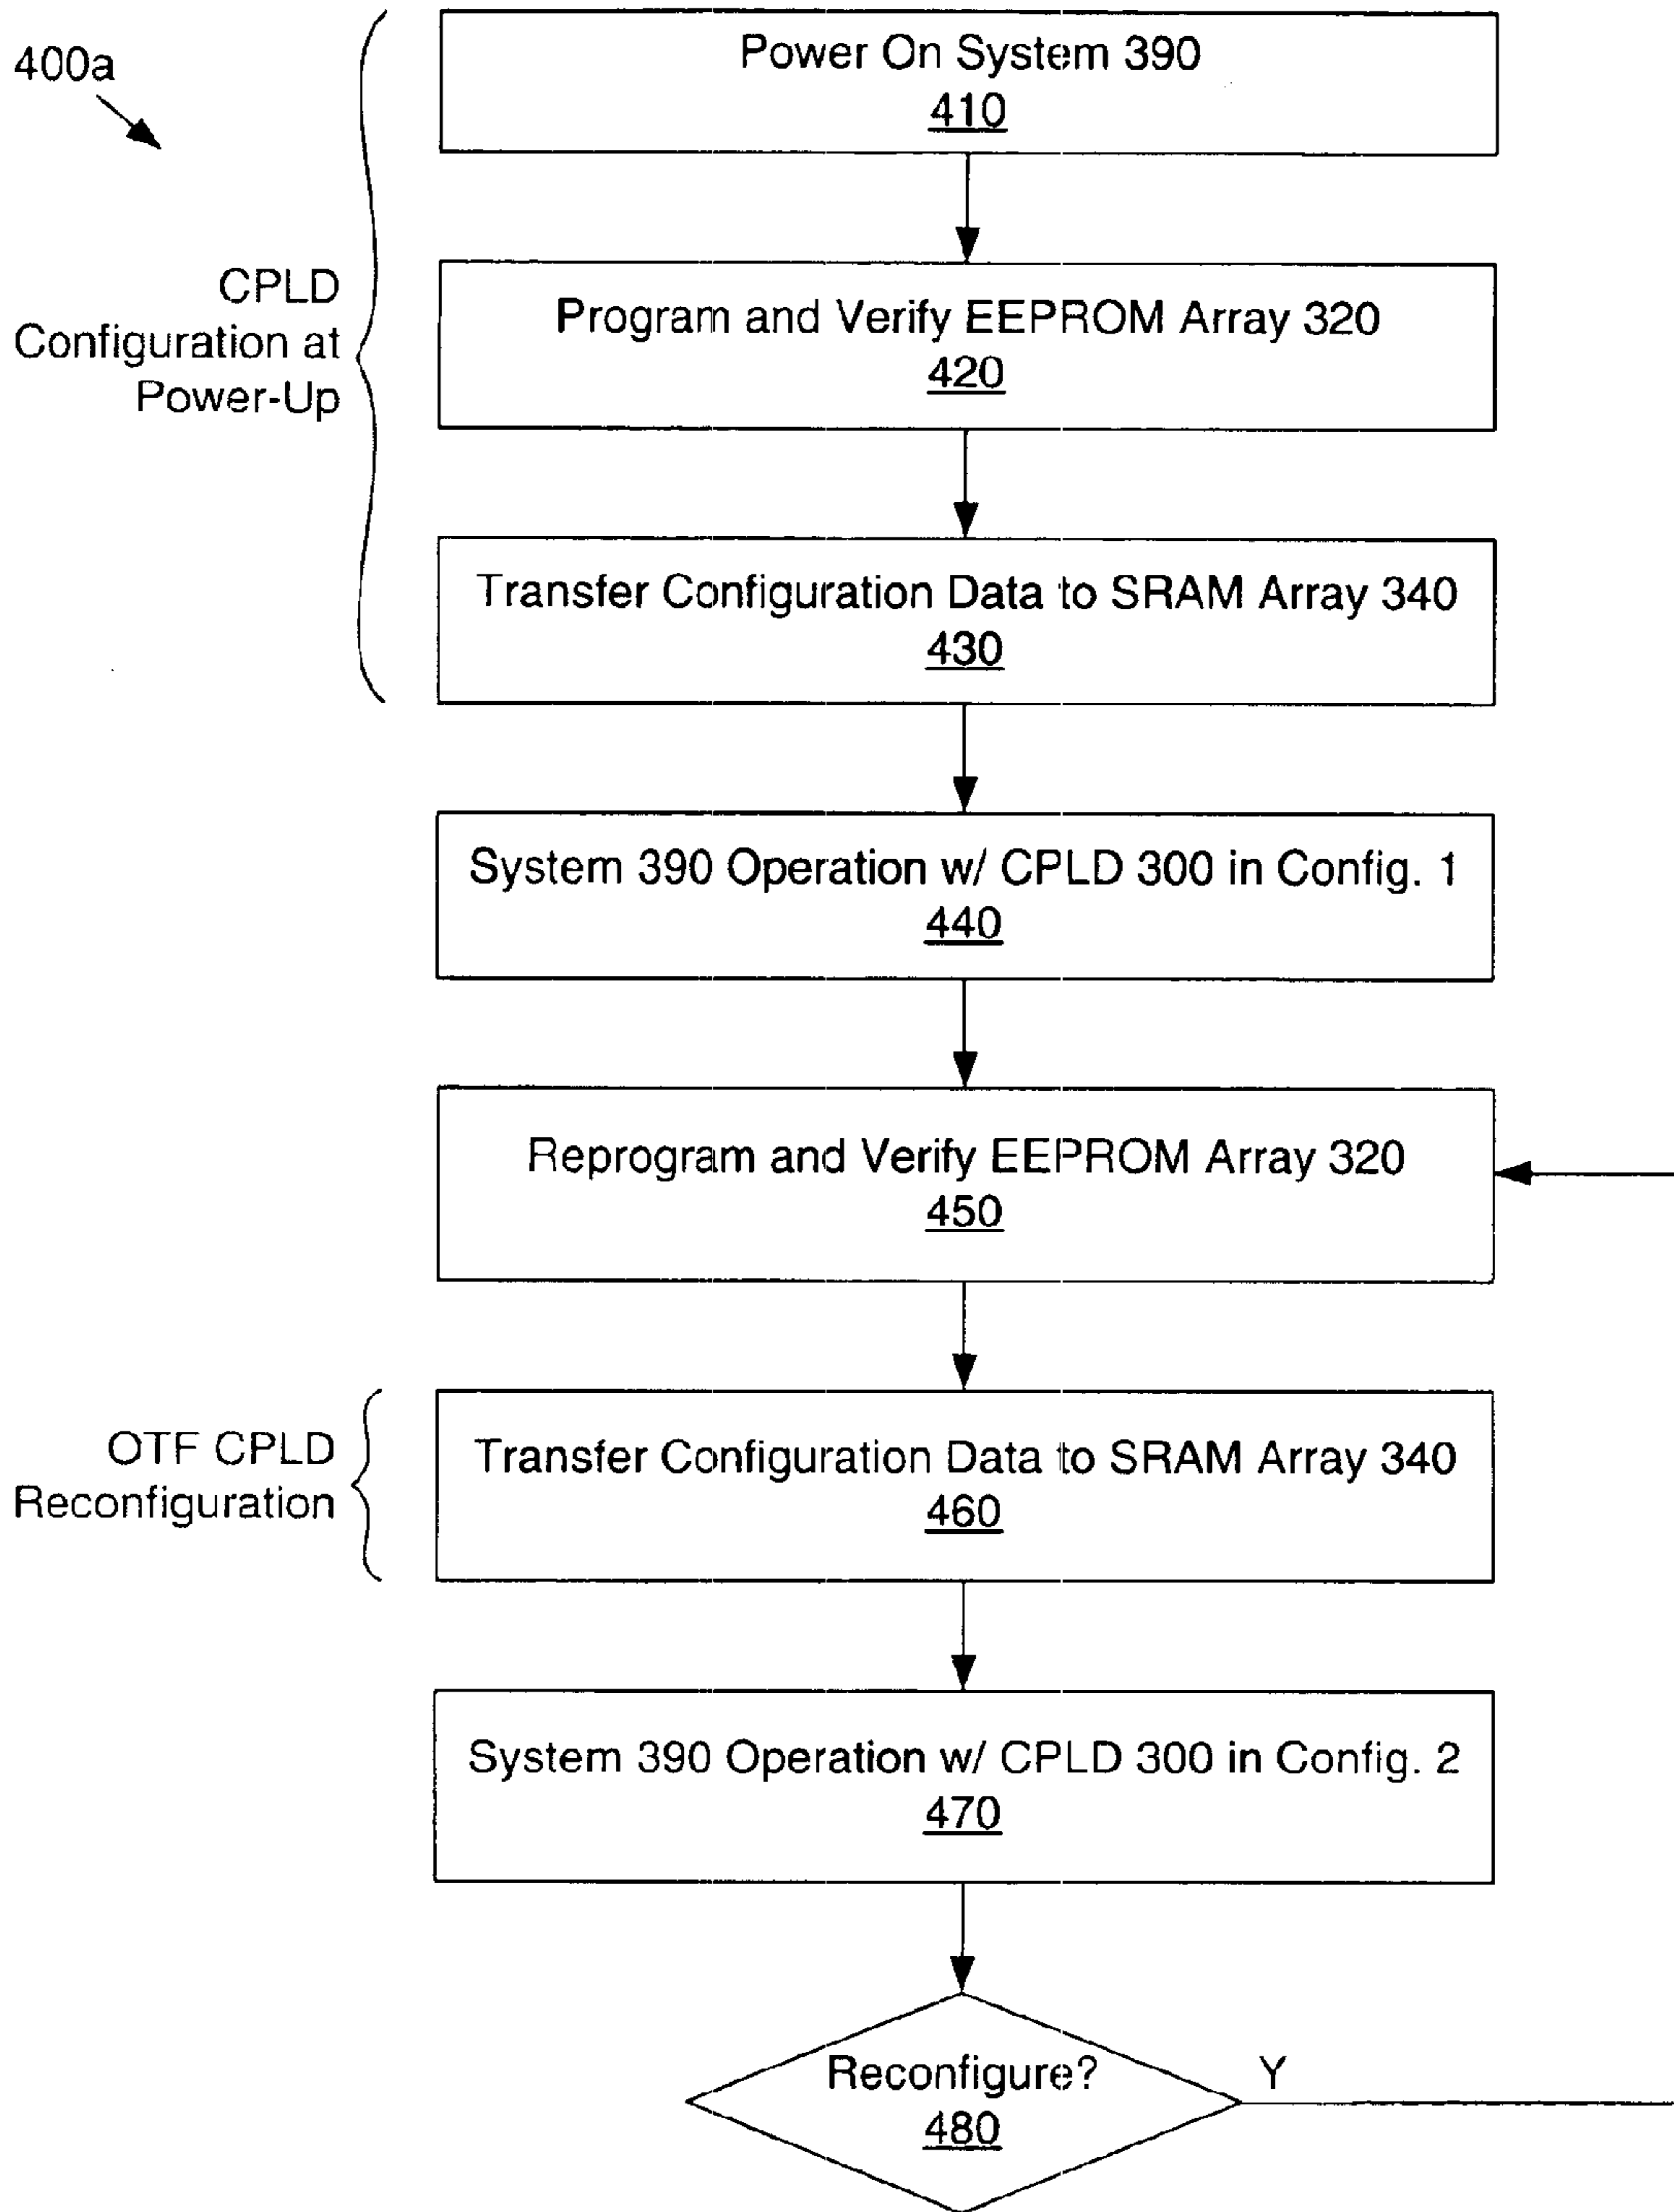 400a
Power On System 390
410
CPLD
Configuration at
Power-Up
Program and Verify EEPROM Array 320
420
Transfer Configuration Data to SRAM Array 340
430
System 390 Operation w/ CPLD 300 in Config. 1
440
Reprogram and Verify EEPROM Array 320
450
OTF CPLD
Reconfiguration
Transfer Configuration Data to SRAM Array 340
460
System 390 Operation w/ CPLD 300 in Config. 2
470
Reconfigure?
480
Y